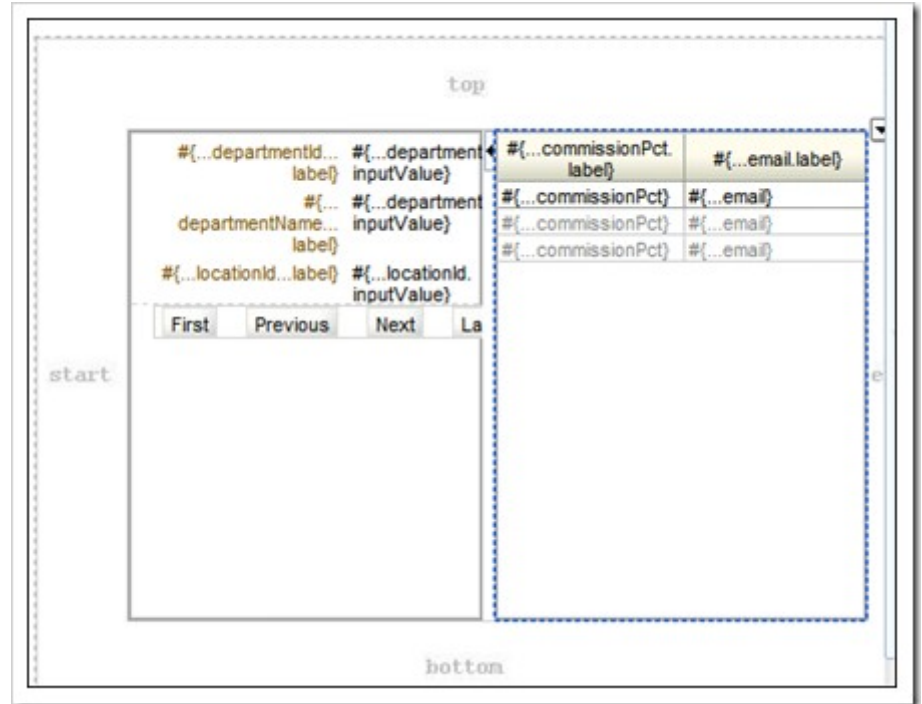 top
#{...departmentId...
label}
#{...department
inputValue}
#{...
departmentName...
label}
#{...department
inputValue}
#{...locationId...label}
#{...locationId.
inputValue}
First Previous Next La
#{...commissionPct.
label}
#{...email.label}
#{...commissionPct} #{...email}
#{...commissionPct} #{...email}
#{...commissionPct} #{...email}
start
e
bottom